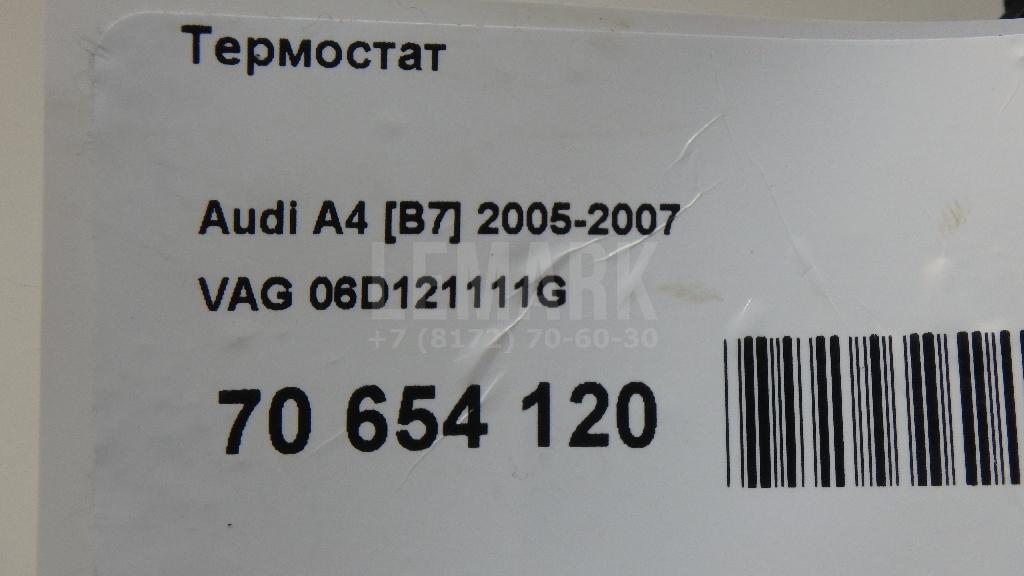 Термостат
Audi A4 [B7] 2005-2007
VAG 06D121111G
LEMARK
+7 (8172) 70-60-30
70 654 120